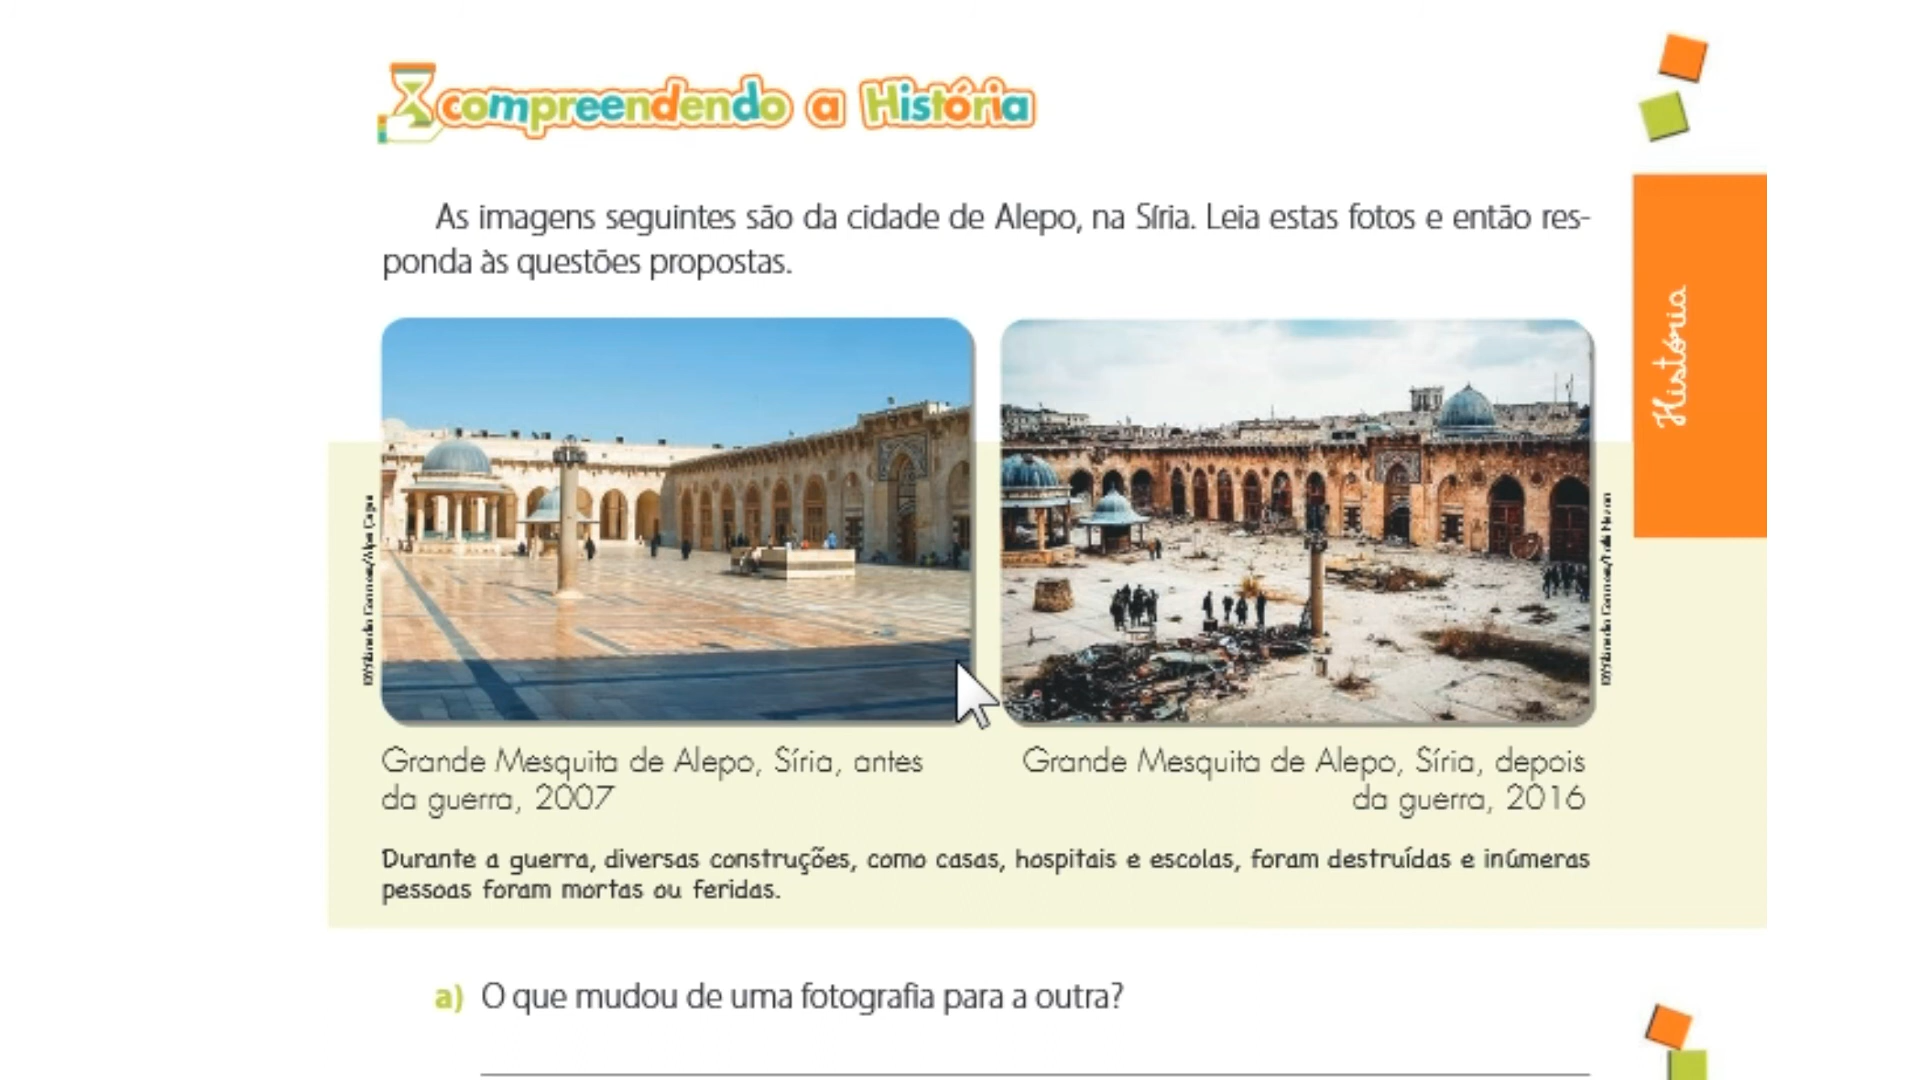 compreendendo a História
As imagens seguintes são da cidade de Alepo, na Síria. Leia estas fotos e então res-
ponda às questões propostas.
História
Grande Mesquita de Alepo, Síria, antes
da guerra, 2007
Grande Mesquita de Alepo, Síria, depois
da guerra, 2016
Durante a guerra, diversas construções, como casas, hospitais e escolas, foram destruídas e inúmeras
pessoas foram mortas ou feridas.
a) O que mudou de uma fotografia para a outra?